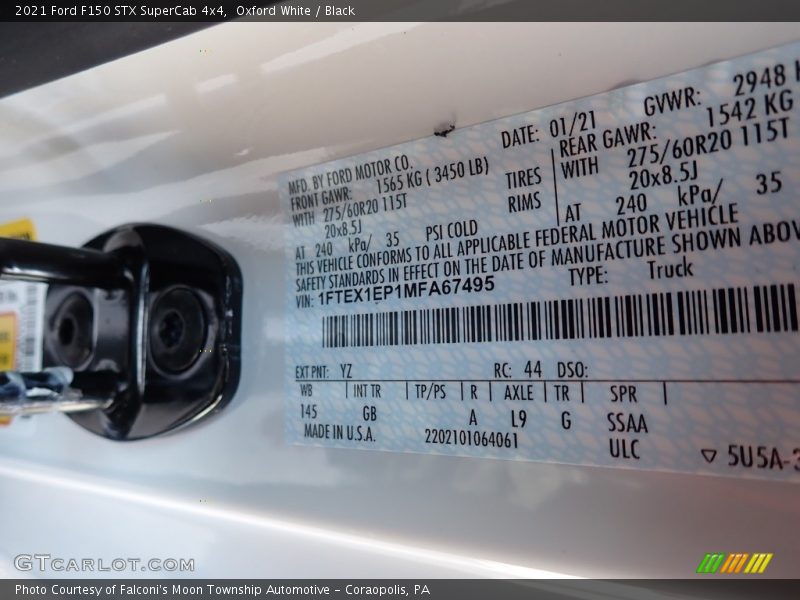 2021 Ford F150 STX SuperCab 4x4, Oxford White / Black
MFD. BY FORD MOTOR CO.
DATE: 01/21
GVWR: 2948
FRONT GAWR: 1565 KG ( 3450 LB)
REAR GAWR: 1542 KG
WITH 275/60R20 115T
TIRES
WITH 275/60R20 115T
20x8.5J
RIMS
20x8.5J
AT 240 kPa/ 35 PSI COLD
AT 240 kPa/ 35
THIS VEHICLE CONFORMS TO ALL APPLICABLE FEDERAL MOTOR VEHICLE
SAFETY STANDARDS IN EFFECT ON THE DATE OF MANUFACTURE SHOWN ABOV
VIN: 1FTEX1EP1MFA67495
TYPE: Truck
EXT PNT: YZ
RC: 44 DSO:
WB | INT TR | TP/PS | R | AXLE | TR | SPR |
145 GB A L9 G SSAA
MADE IN U.S.A. 2202101064061 ULC
▽ 5U5A-3
GTCARLOT.COM
Photo Courtesy of Falconi's Moon Township Automotive – Coraopolis, PA